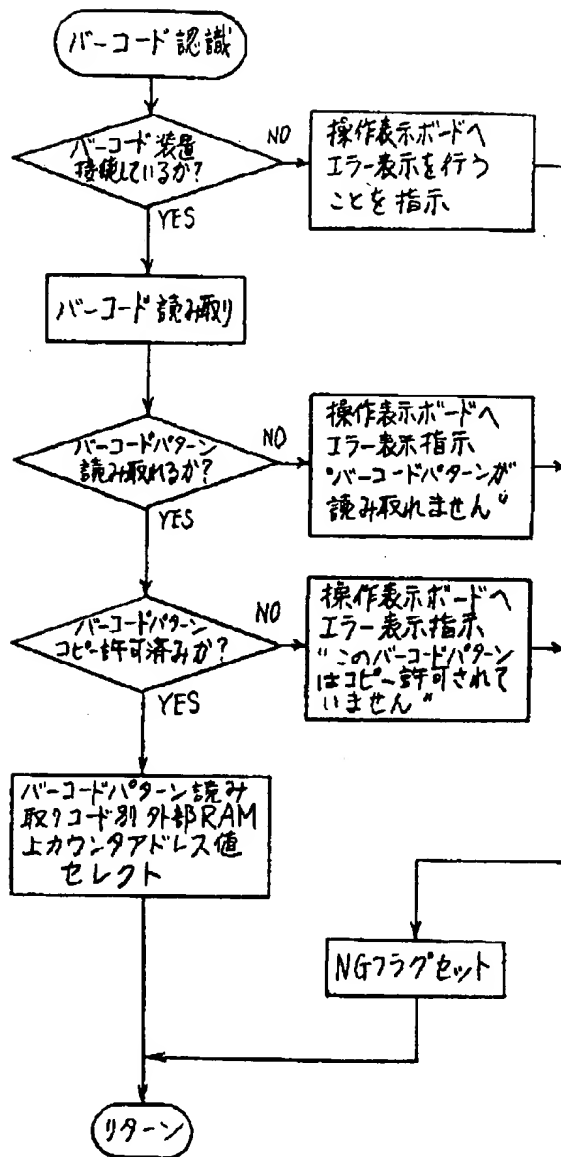 バーコード認識
バーコード装置
接続しているか?
NO
操作表示ボードへ
エラー表示を行う
ことを指示
YES
バーコード読み取り
バーコードパターン
読み取れるか?
NO
操作表示ボードへ
エラー表示指示
"バーコードパターンが
読み取れません"
YES
バーコードパターン
コピー許可済みか?
NO
操作表示ボードへ
エラー表示指示
"このバーコードパターン
はコピー許可されて
いません"
YES
バーコードパターン読み
取りコード別外部RAM
上カウンタアドレス値
セレクト
NGフラグセット
リターン